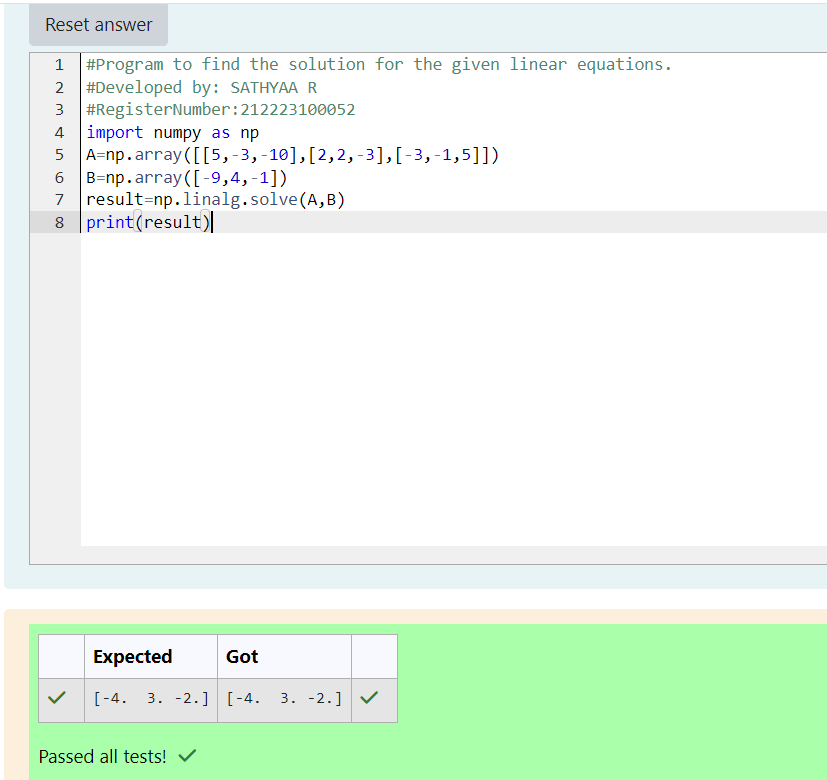 Reset answer
1 #Program to find the solution for the given linear equations.
2 #Developed by: SATHYAA R
3 #RegisterNumber:212223100052
4 import numpy as np
5 A=np.array([[5,-3,-10],[2,2,-3],[-3,-1,5]])
6 B=np.array([-9,4,-1])
7 result=np.linalg.solve(A,B)
8 print(result)
Expected Got
[-4.  3. -2.] [-4.  3. -2.]
Passed all tests!